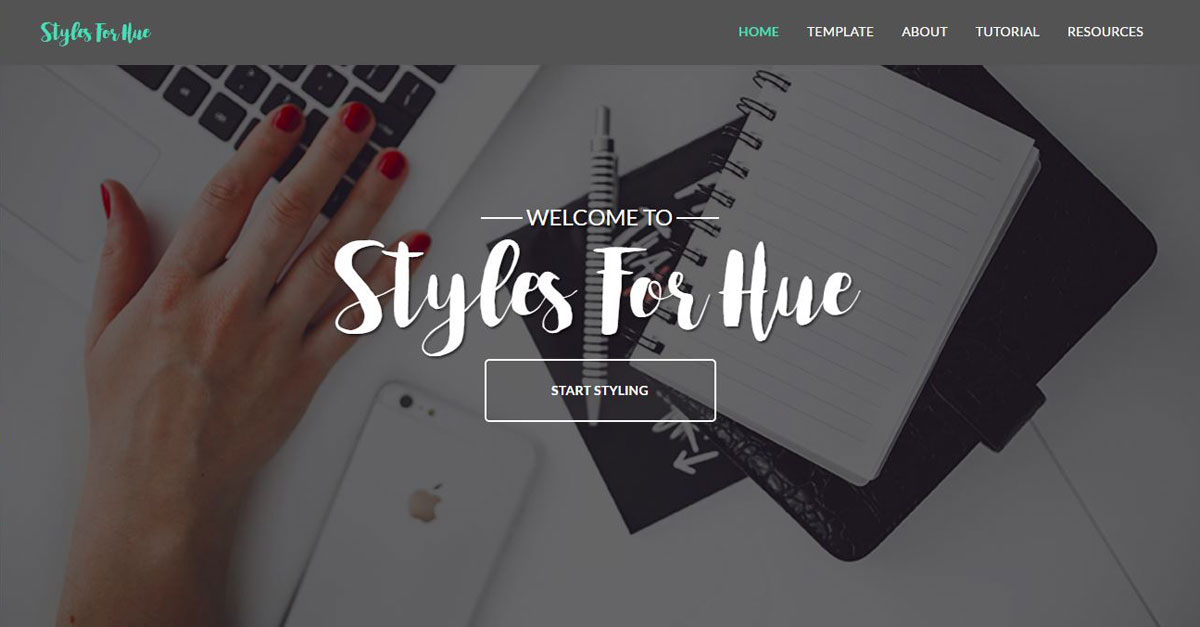 Styles For Hue
HOME TEMPLATE ABOUT TUTORIAL RESOURCES
WELCOME TO
Styles For Hue
START STYLING